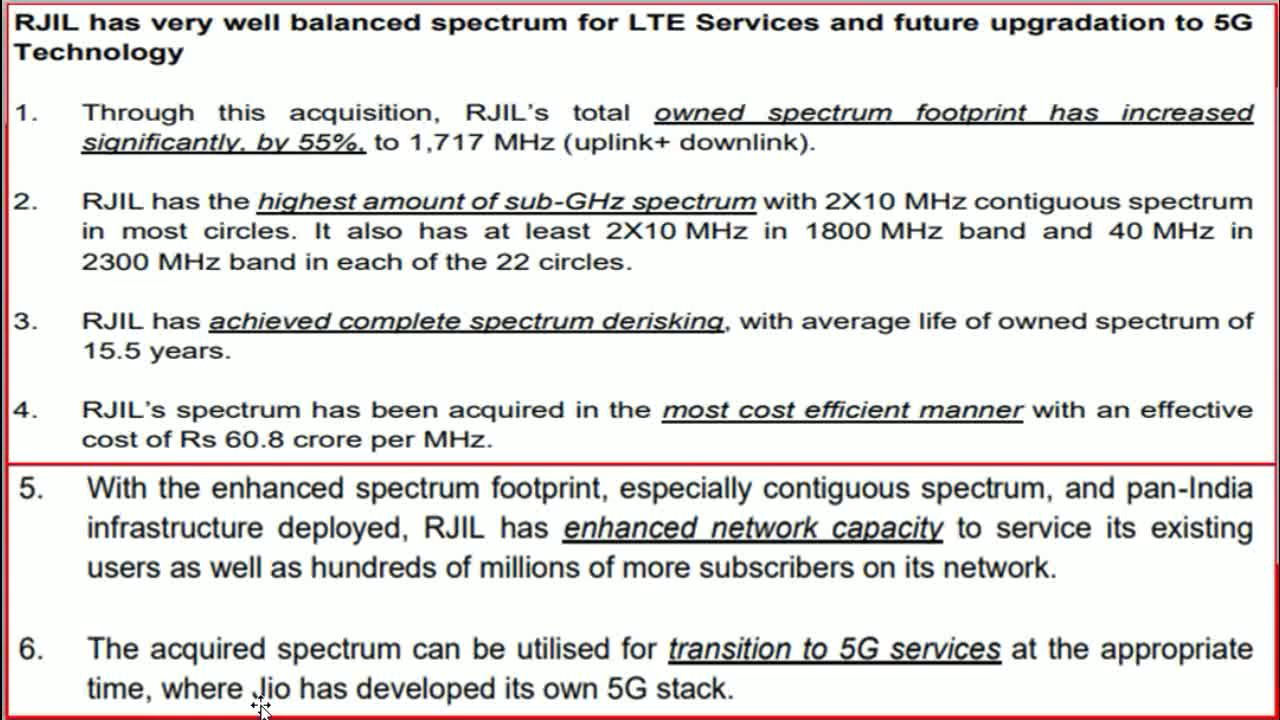 RJIL has very well balanced spectrum for LTE Services and future upgradation to 5G
Technology
1. Through this acquisition, RJIL's total owned spectrum footprint has increased
significantly, by 55%, to 1,717 MHz (uplink+ downlink).
2. RJIL has the highest amount of sub-GHz spectrum with 2X10 MHz contiguous spectrum
in most circles. It also has at least 2X10 MHz in 1800 MHz band and 40 MHz in
2300 MHz band in each of the 22 circles.
3. RJIL has achieved complete spectrum derisking, with average life of owned spectrum of
15.5 years.
4. RJIL's spectrum has been acquired in the most cost efficient manner with an effective
cost of Rs 60.8 crore per MHz.
5. With the enhanced spectrum footprint, especially contiguous spectrum, and pan-India
infrastructure deployed, RJIL has enhanced network capacity to service its existing
users as well as hundreds of millions of more subscribers on its network.
6. The acquired spectrum can be utilised for transition to 5G services at the appropriate
time, where Jio has developed its own 5G stack.